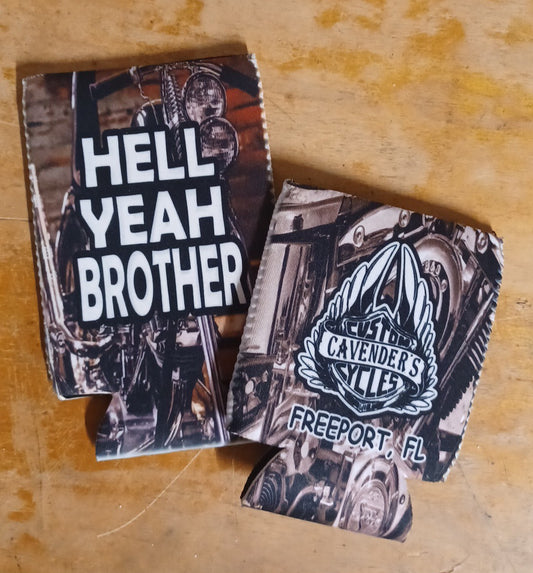 HELL
YEAH
BROTHER
CUSTOM
CAVENDER'S
CYCLES
FREEPORT, FL